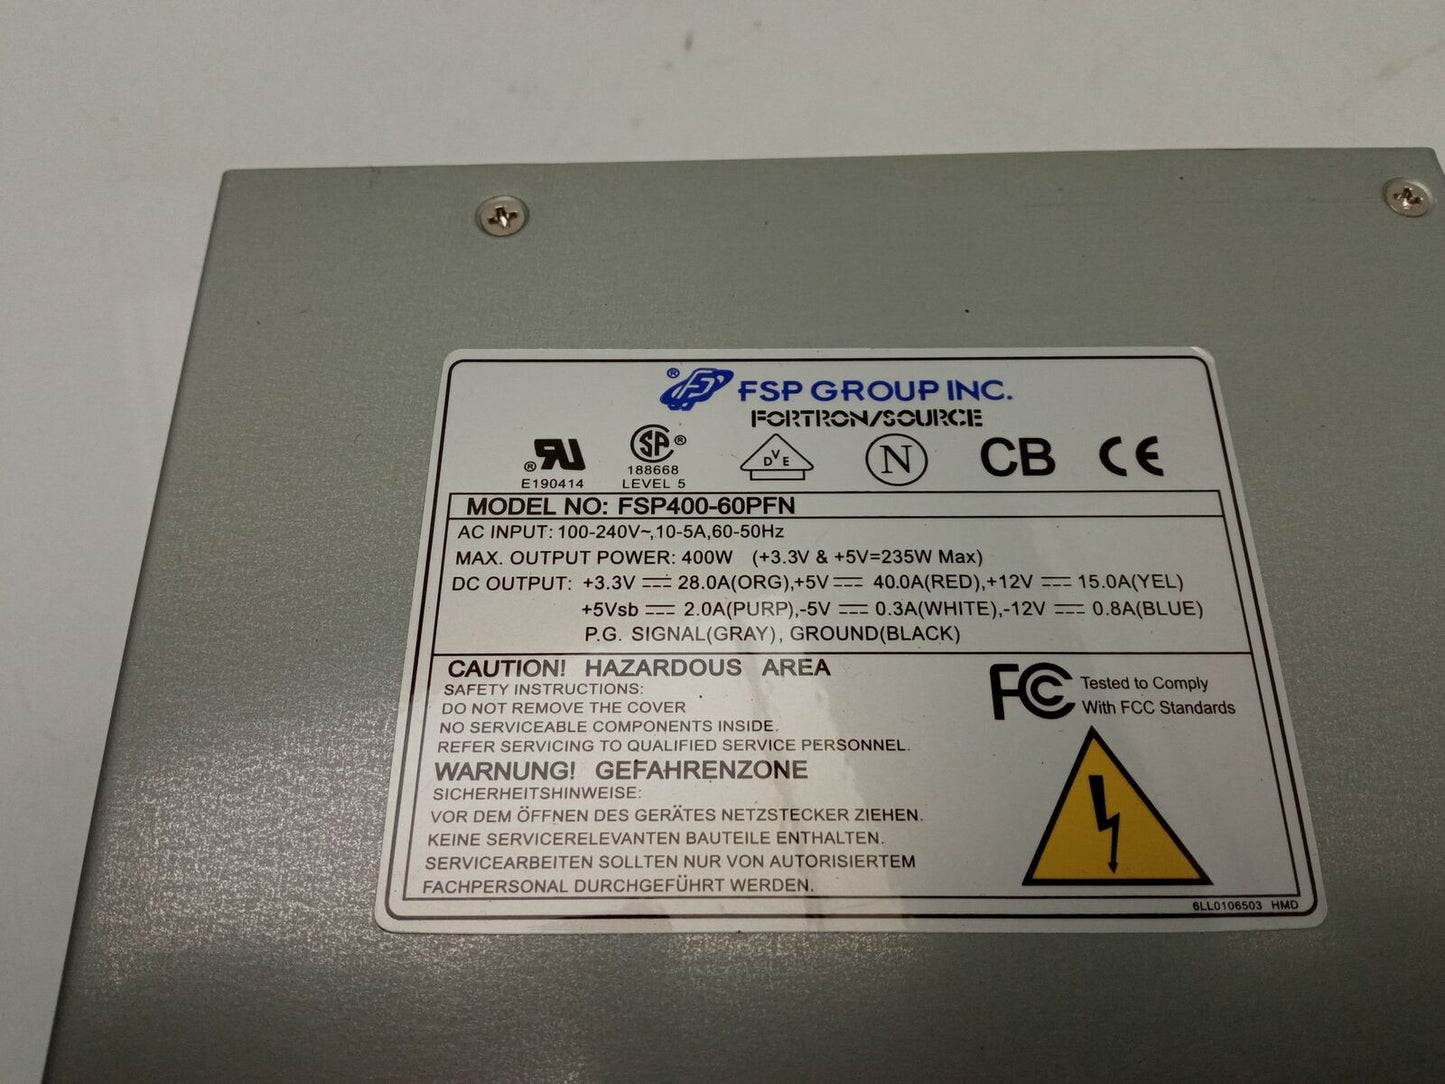 ® FSP GROUP INC.
FORTRON/SOURCE
® RU SA ® DVE N CB CE
E190414 188668
LEVEL 5
MODEL NO: FSP400-60PFN
AC INPUT: 100-240V~,10-5A,60-50Hz
MAX. OUTPUT POWER: 400W (+3.3V & +5V=235W Max)
DC OUTPUT: +3.3V ⎓ 28.0A(ORG),+5V ⎓ 40.0A(RED),+12V ⎓ 15.0A(YEL)
+5Vsb ⎓ 2.0A(PURP),-5V ⎓ 0.3A(WHITE),-12V ⎓ 0.8A(BLUE)
P.G. SIGNAL(GRAY), GROUND(BLACK)
CAUTION! HAZARDOUS AREA
SAFETY INSTRUCTIONS:
DO NOT REMOVE THE COVER
NO SERVICEABLE COMPONENTS INSIDE.
REFER SERVICING TO QUALIFIED SERVICE PERSONNEL.
WARNUNG! GEFAHRENZONE
SICHERHEITSHINWEISE:
VOR DEM ÖFFNEN DES GERÄTES NETZSTECKER ZIEHEN.
KEINE SERVICERELEVANTEN BAUTEILE ENTHALTEN.
SERVICEARBEITEN SOLLTEN NUR VON AUTORISIERTEM
FACHPERSONAL DURCHGEFÜHRT WERDEN.
FC Tested to Comply
With FCC Standards
6LL0106503 HMD